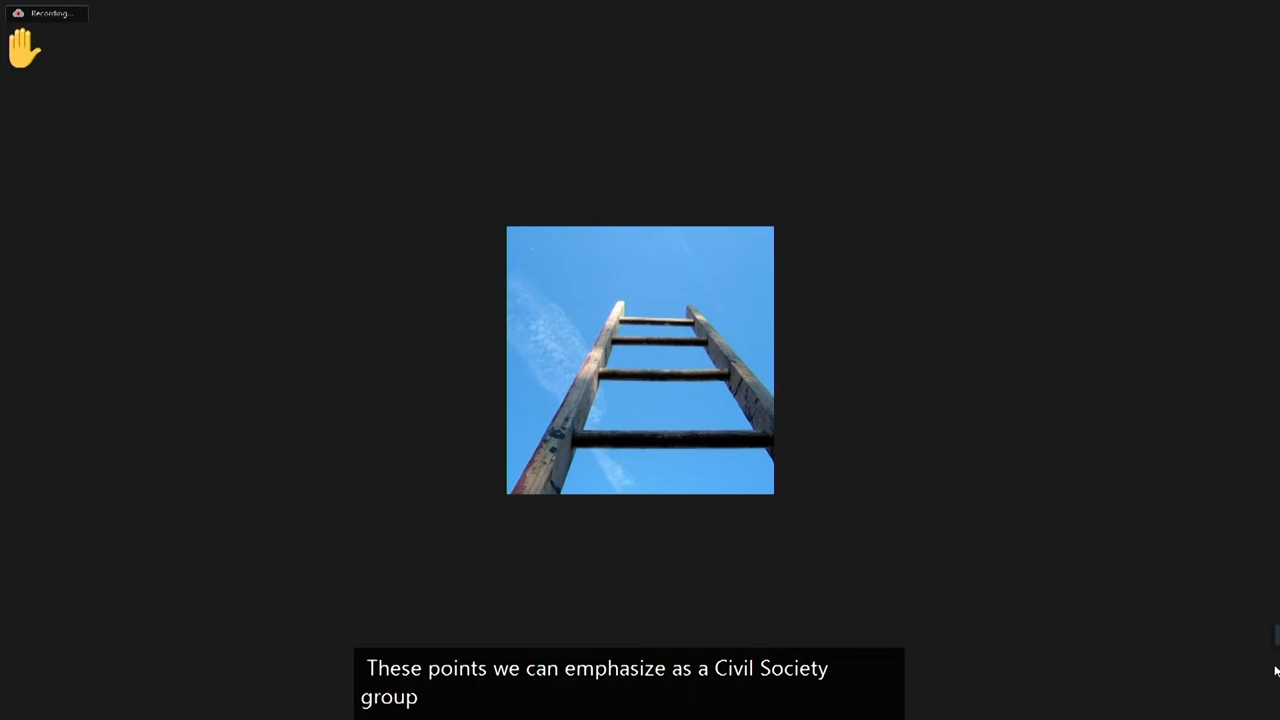 Recording...
These points we can emphasize as a Civil Society
group